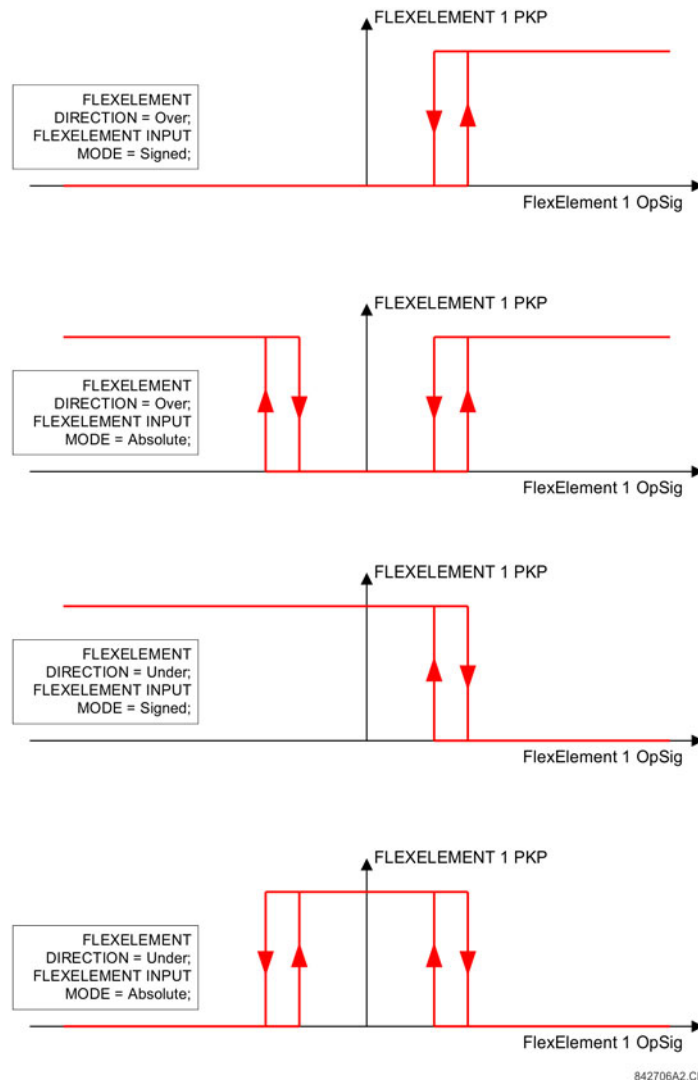 FLEXELEMENT 1 PKP
FLEXELEMENT
DIRECTION = Over;
FLEXELEMENT INPUT
MODE = Signed;
FlexElement 1 OpSig
FLEXELEMENT 1 PKP
FLEXELEMENT
DIRECTION = Over;
FLEXELEMENT INPUT
MODE = Absolute;
FlexElement 1 OpSig
FLEXELEMENT 1 PKP
FLEXELEMENT
DIRECTION = Under;
FLEXELEMENT INPUT
MODE = Signed;
FlexElement 1 OpSig
FLEXELEMENT 1 PKP
FLEXELEMENT
DIRECTION = Under;
FLEXELEMENT INPUT
MODE = Absolute;
FlexElement 1 OpSig